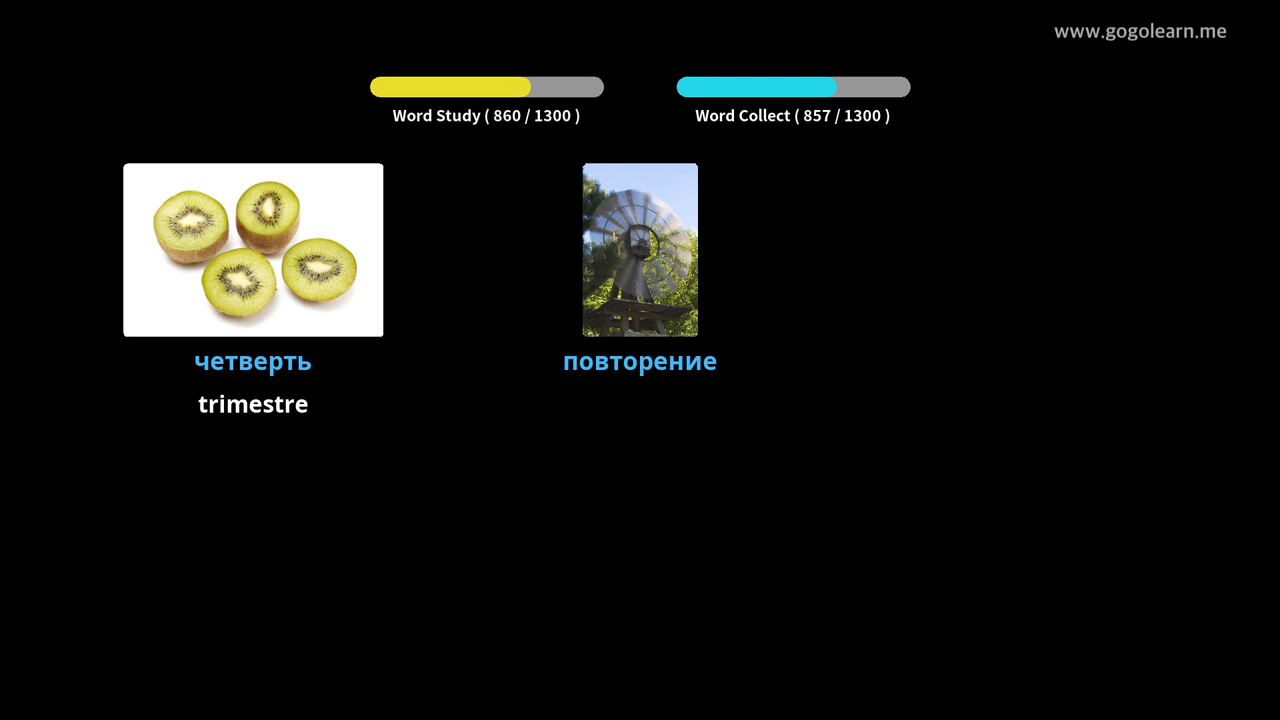 www.gogolearn.me
Word Study ( 860 / 1300 )
Word Collect ( 857 / 1300 )
четверть
повторение
trimestre